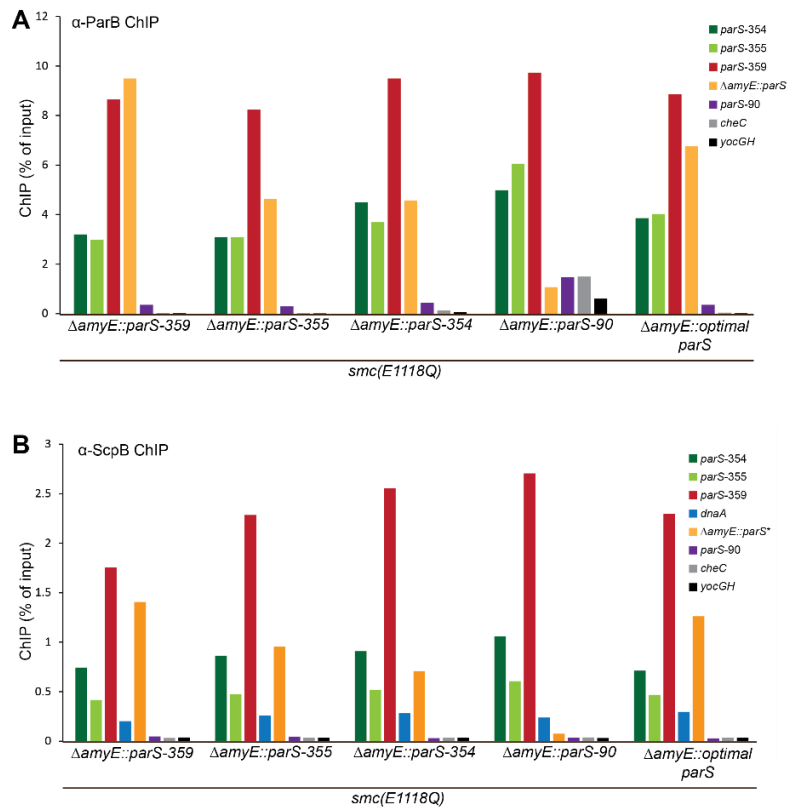 A
α-ParB ChIP
12
10
8
6
4
2
0
ChIP (% of input)
parS-354
parS-355
parS-359
ΔamyE::parS
parS-90
cheC
yocGH
ΔamyE::parS-359
ΔamyE::parS-355
ΔamyE::parS-354
ΔamyE::parS-90
ΔamyE::optimal
parS
smc(E1118Q)
B
α-ScpB ChIP
3
2.5
2
1.5
1
0.5
0
ChIP (% of input)
parS-354
parS-355
parS-359
dnaA
ΔamyE::parS*
parS-90
cheC
yocGH
ΔamyE::parS-359
ΔamyE::parS-355
ΔamyE::parS-354
ΔamyE::parS-90
ΔamyE::optimal
parS
smc(E1118Q)